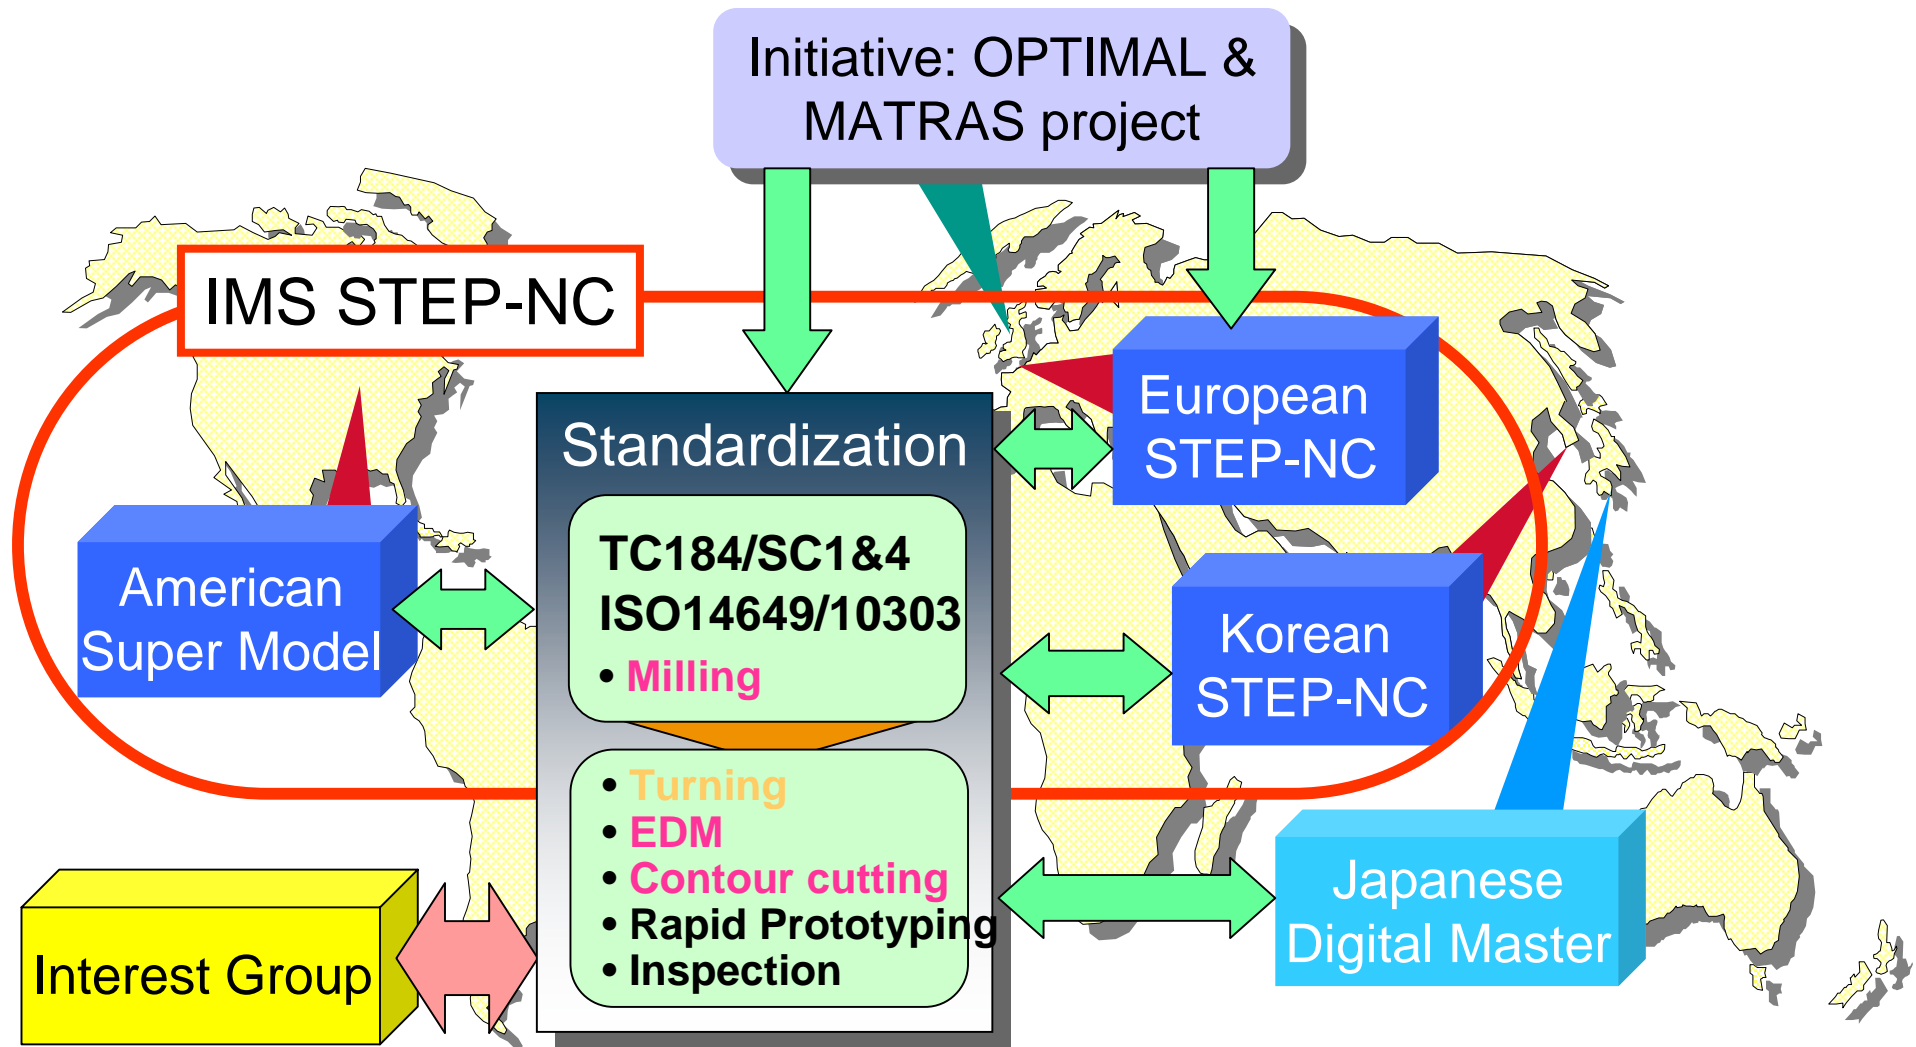 Initiative: OPTIMAL &
MATRAS project
IMS STEP-NC
Standardization
TC184/SC1&4
ISO14649/10303
• Milling
• Turning
• EDM
• Contour cutting
• Rapid Prototyping
• Inspection
European
STEP-NC
American
Super Model
Korean
STEP-NC
Japanese
Digital Master
Interest Group